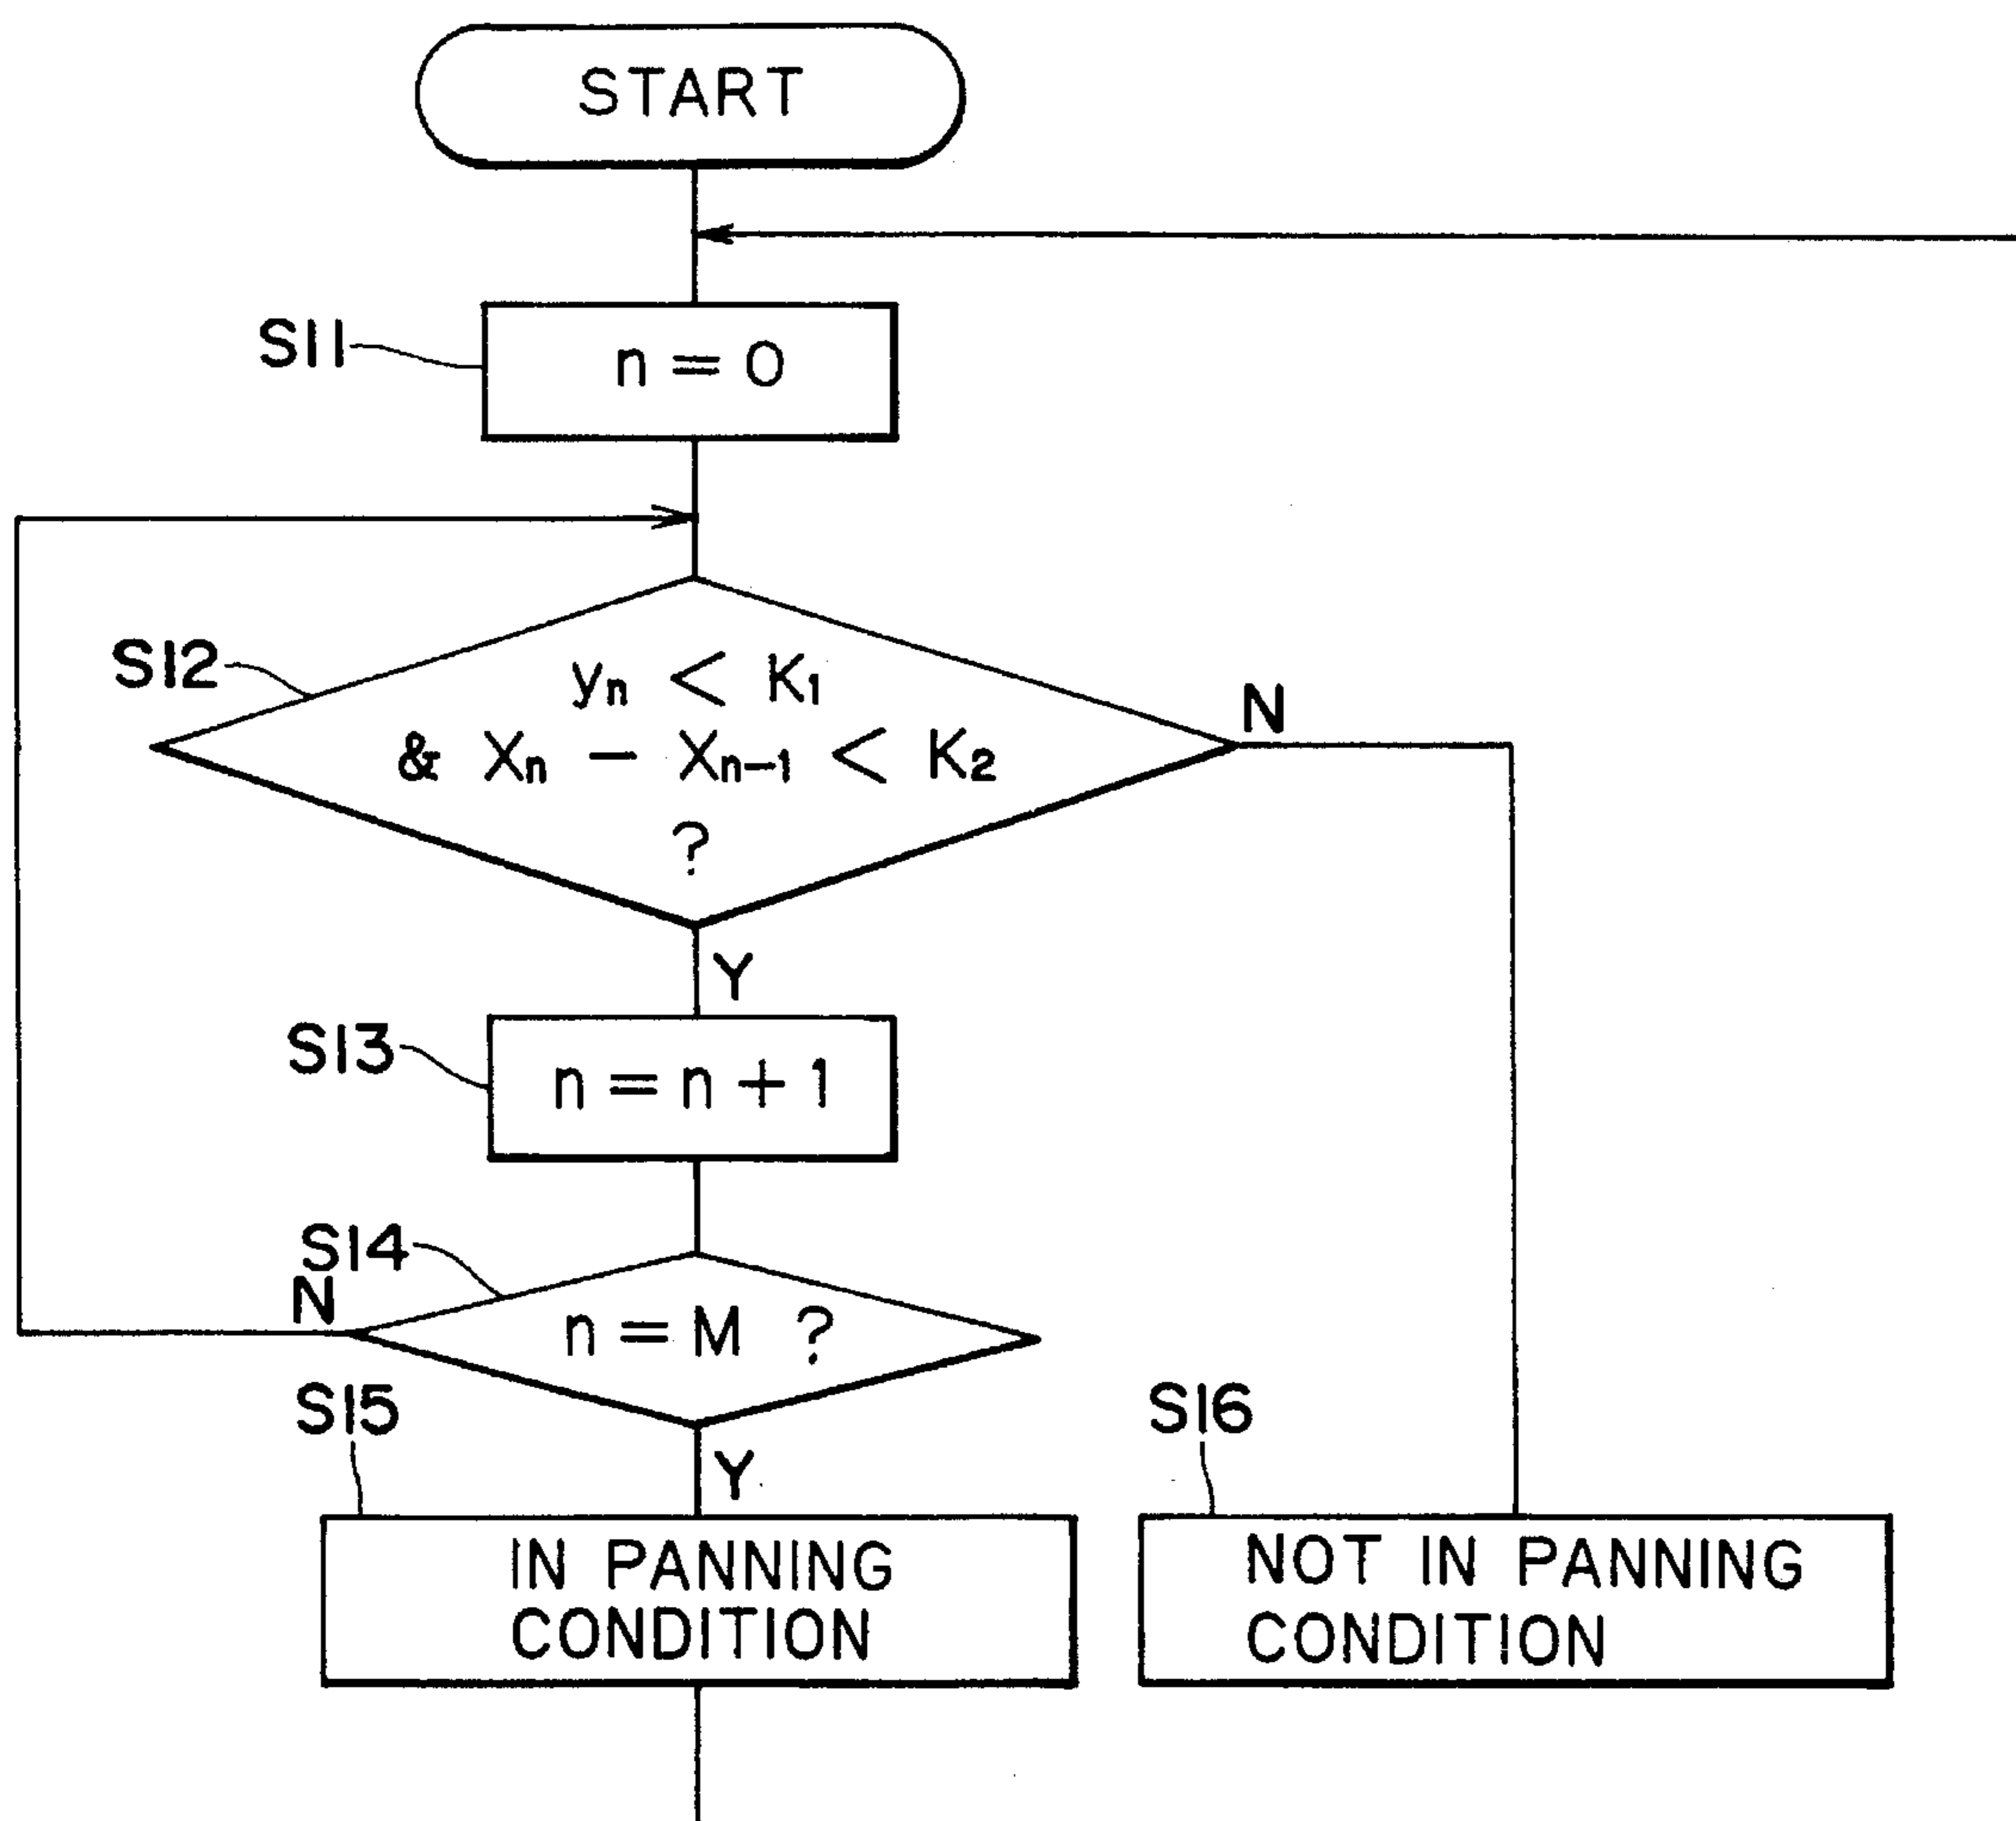 START
S11
n = 0
S12
yₙ < K₁
& Xₙ − Xₙ₋₁ < K₂
?
N
Y
S13
n = n + 1
S14
N
n = M ?
S15
Y
IN PANNING
CONDITION
S16
NOT IN PANNING
CONDITION